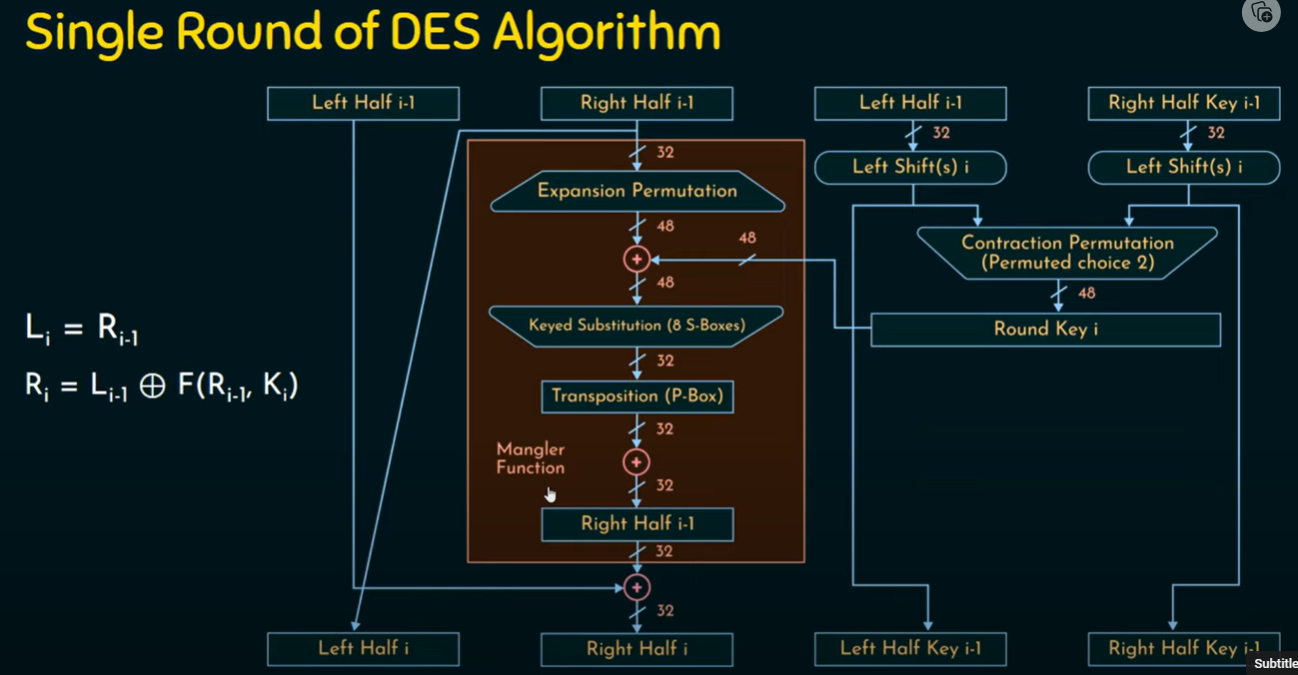 Single Round of DES Algorithm
Left Half i-1
Right Half i-1
Left Half i-1
Right Half Key i-1
32
32
32
Left Shift(s) i
Left Shift(s) i
Expansion Permutation
48
48
Contraction Permutation
(Permuted choice 2)
+
48
48
Keyed Substitution (8 S-Boxes)
Round Key i
Lᵢ = Rᵢ₋₁
32
Rᵢ = Lᵢ₋₁ ⊕ F(Rᵢ₋₁, Kᵢ)
Transposition (P-Box)
32
Mangler
Function
+
32
Right Half i-1
32
+
32
Left Half i
Right Half i
Left Half Key i-1
Right Half Key i-1
Subtitle